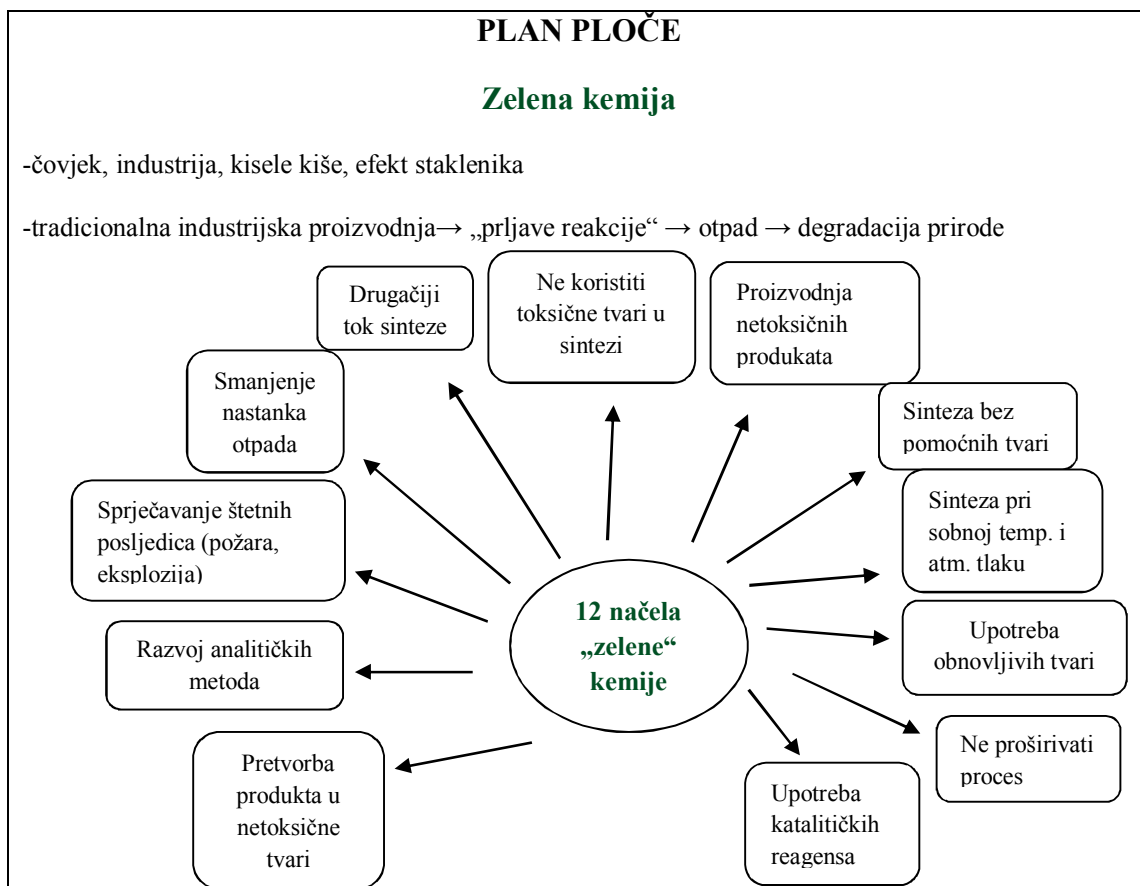 PLAN PLOČE
Zelena kemija
-čovjek, industrija, kisele kiše, efekt staklenika
-tradicionalna industrijska proizvodnja→ „prljave reakcije“ → otpad → degradacija prirode
Drugačiji
tok sinteze
Ne koristiti
toksične tvari u
sintezi
Proizvodnja
netoksičnih
produkata
Smanjenje
nastanka
otpada
Sinteza bez
pomoćnih tvari
Sprječavanje štetnih
posljedica (požara,
eksplozija)
Sinteza pri
sobnoj temp. i
atm. tlaku
12 načela
„zelene“
kemije
Razvoj analitičkih
metoda
Upotreba
obnovljivih tvari
Pretvorba
produkta u
netoksične
tvari
Upotreba
katalitičkih
reagensa
Ne proširivati
proces